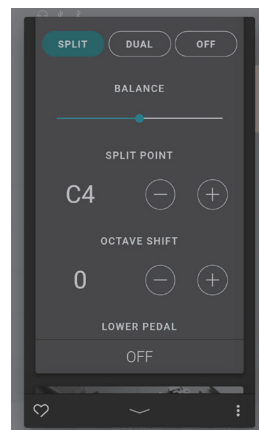 SPLIT DUAL OFF
BALANCE
SPLIT POINT
C4
OCTAVE SHIFT
0
LOWER PEDAL
OFF